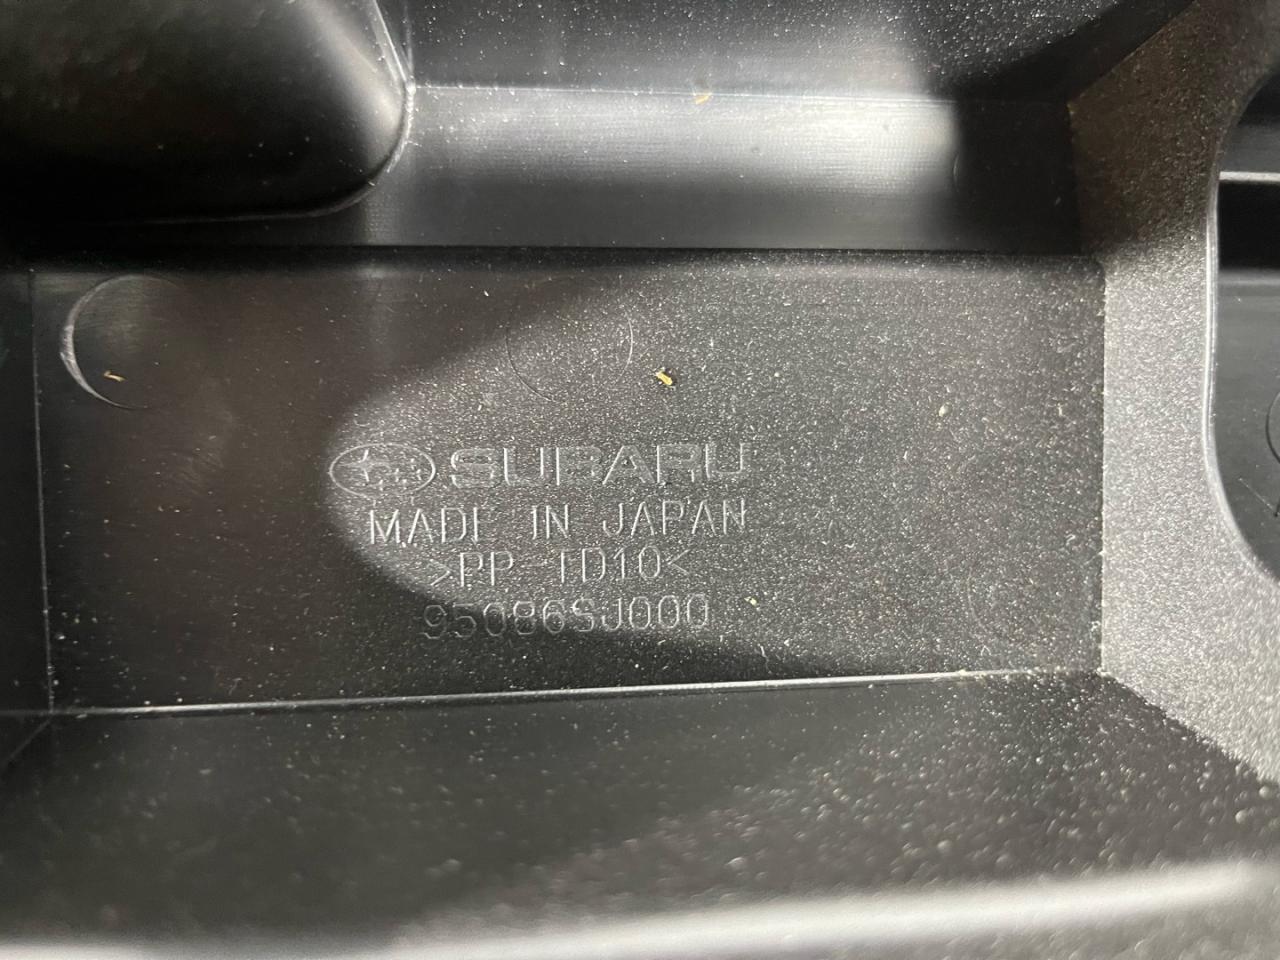 SUBARU
MADE IN JAPAN
>PP-TD10<
95086SJ000